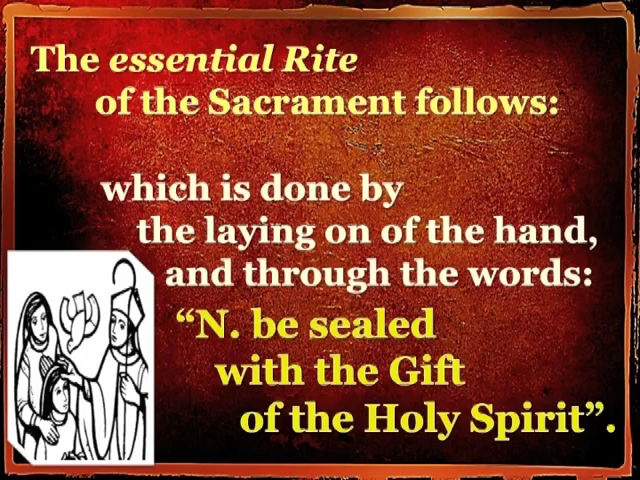 The essential Rite
of the Sacrament follows:
which is done by
the laying on of the hand,
and through the words:
“N. be sealed
with the Gift
of the Holy Spirit”.